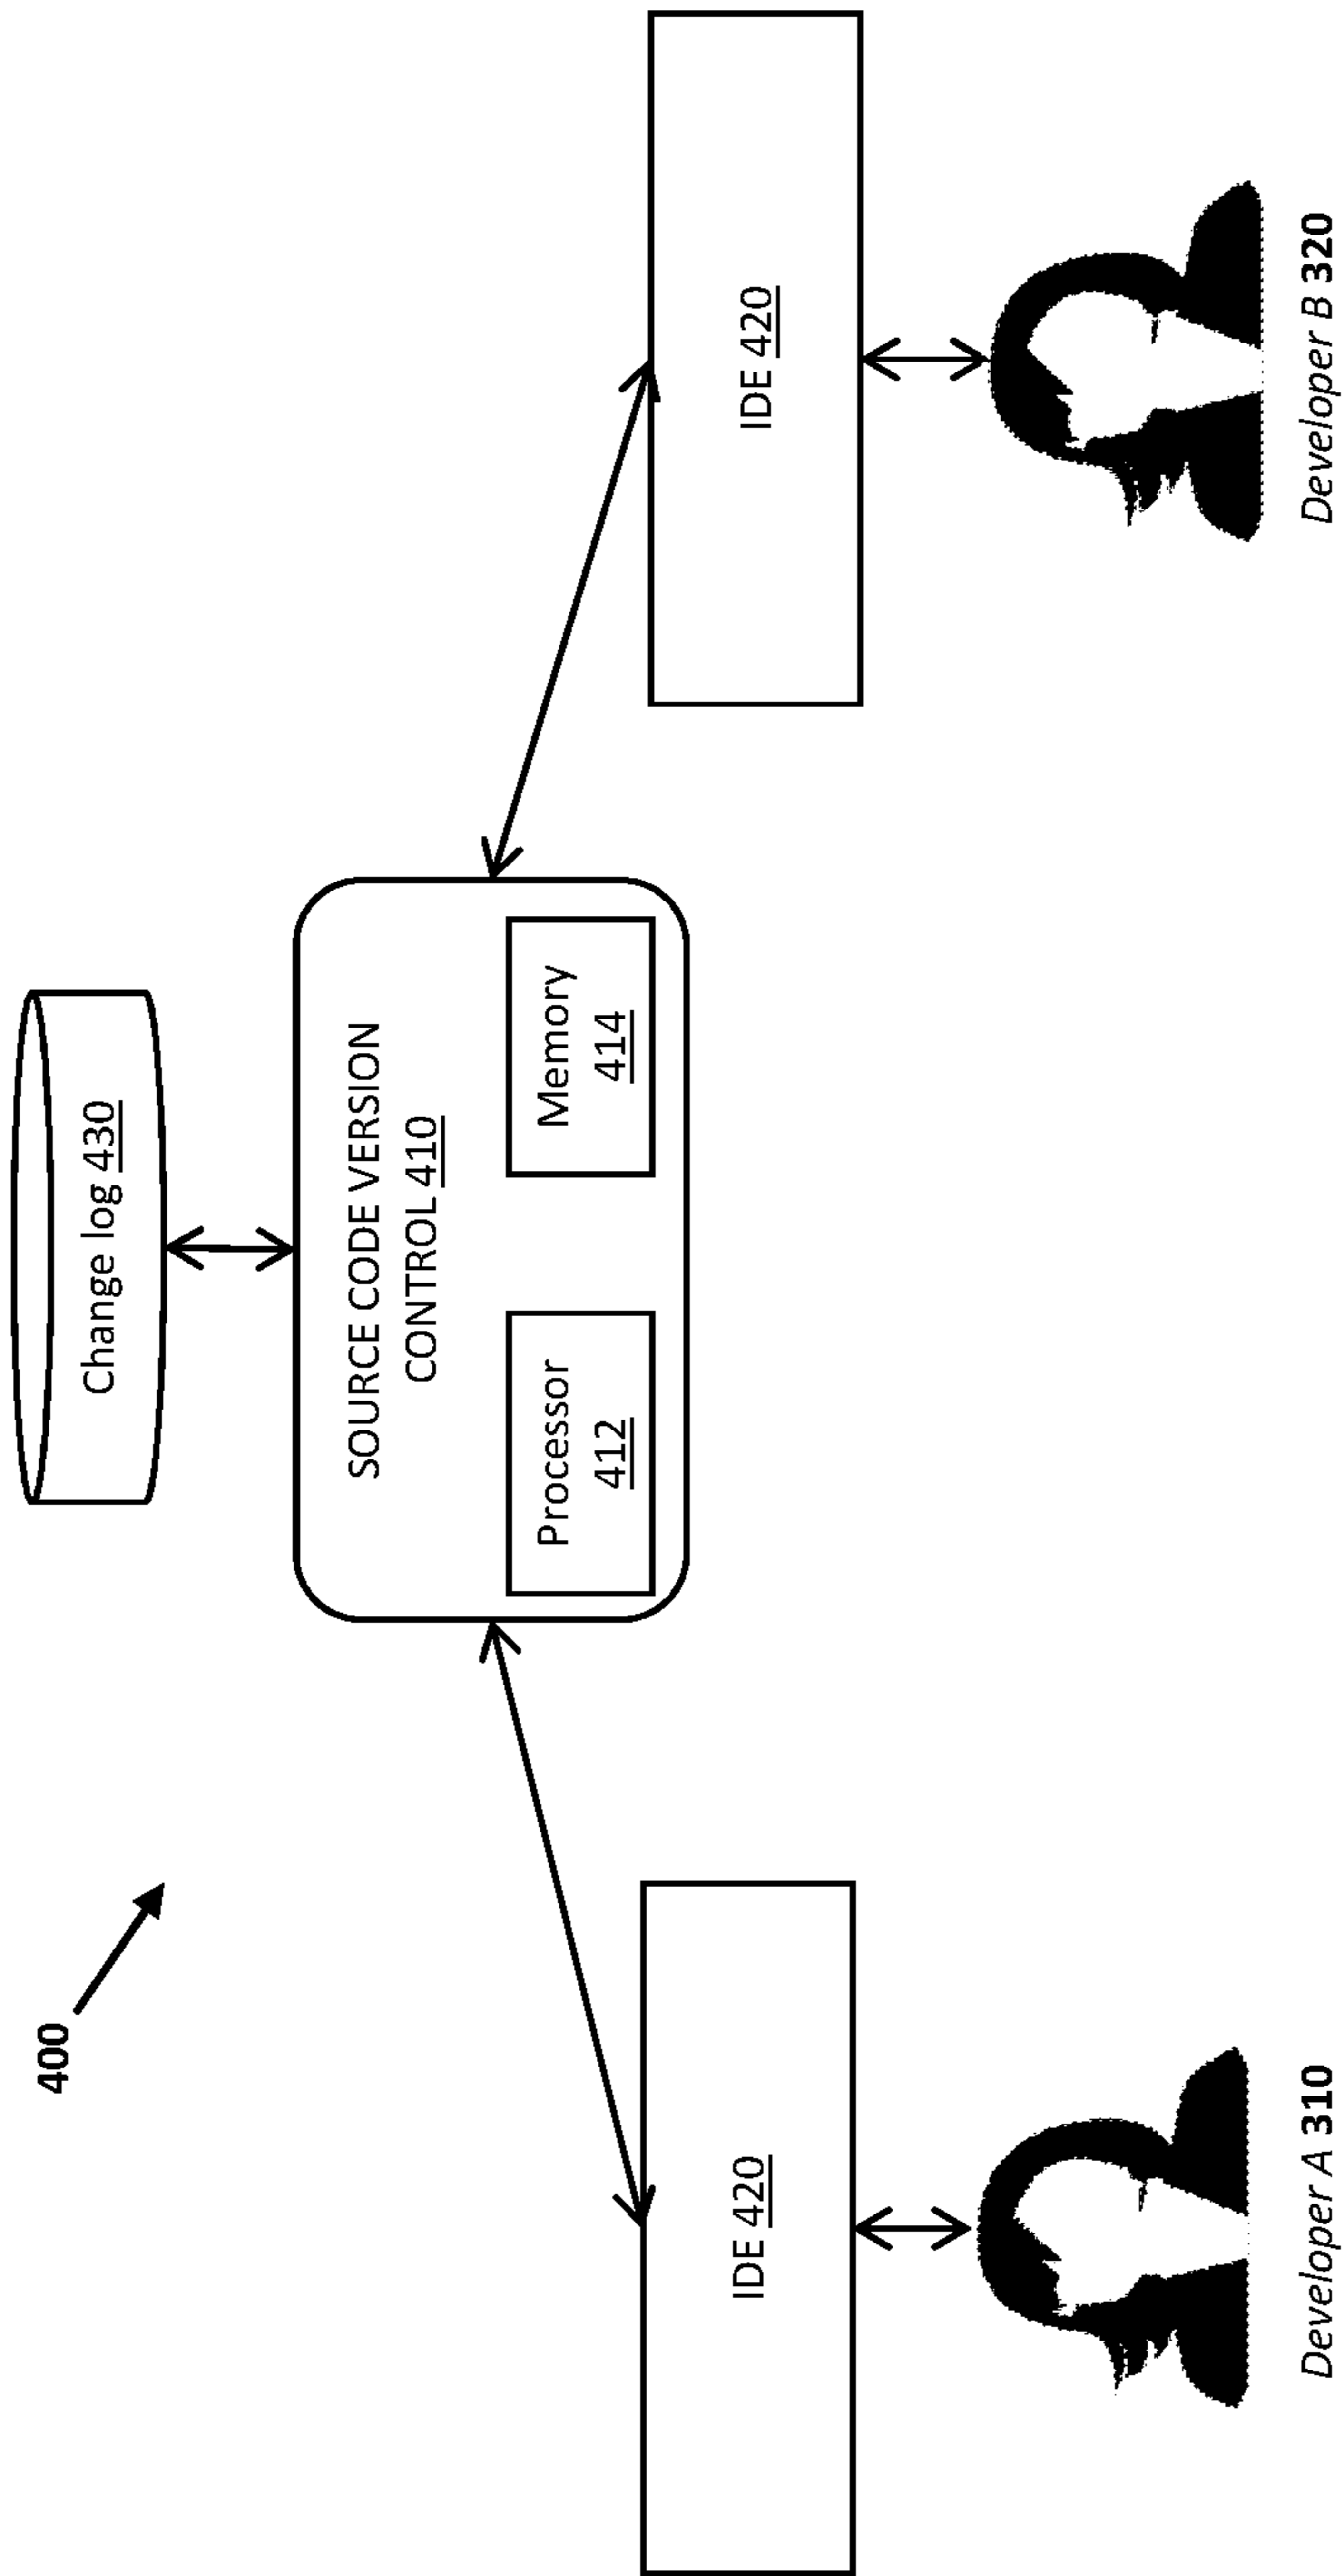 400
Change log 430
SOURCE CODE VERSION
CONTROL 410
Processor
412
Memory
414
IDE 420
IDE 420
Developer A 310
Developer B 320